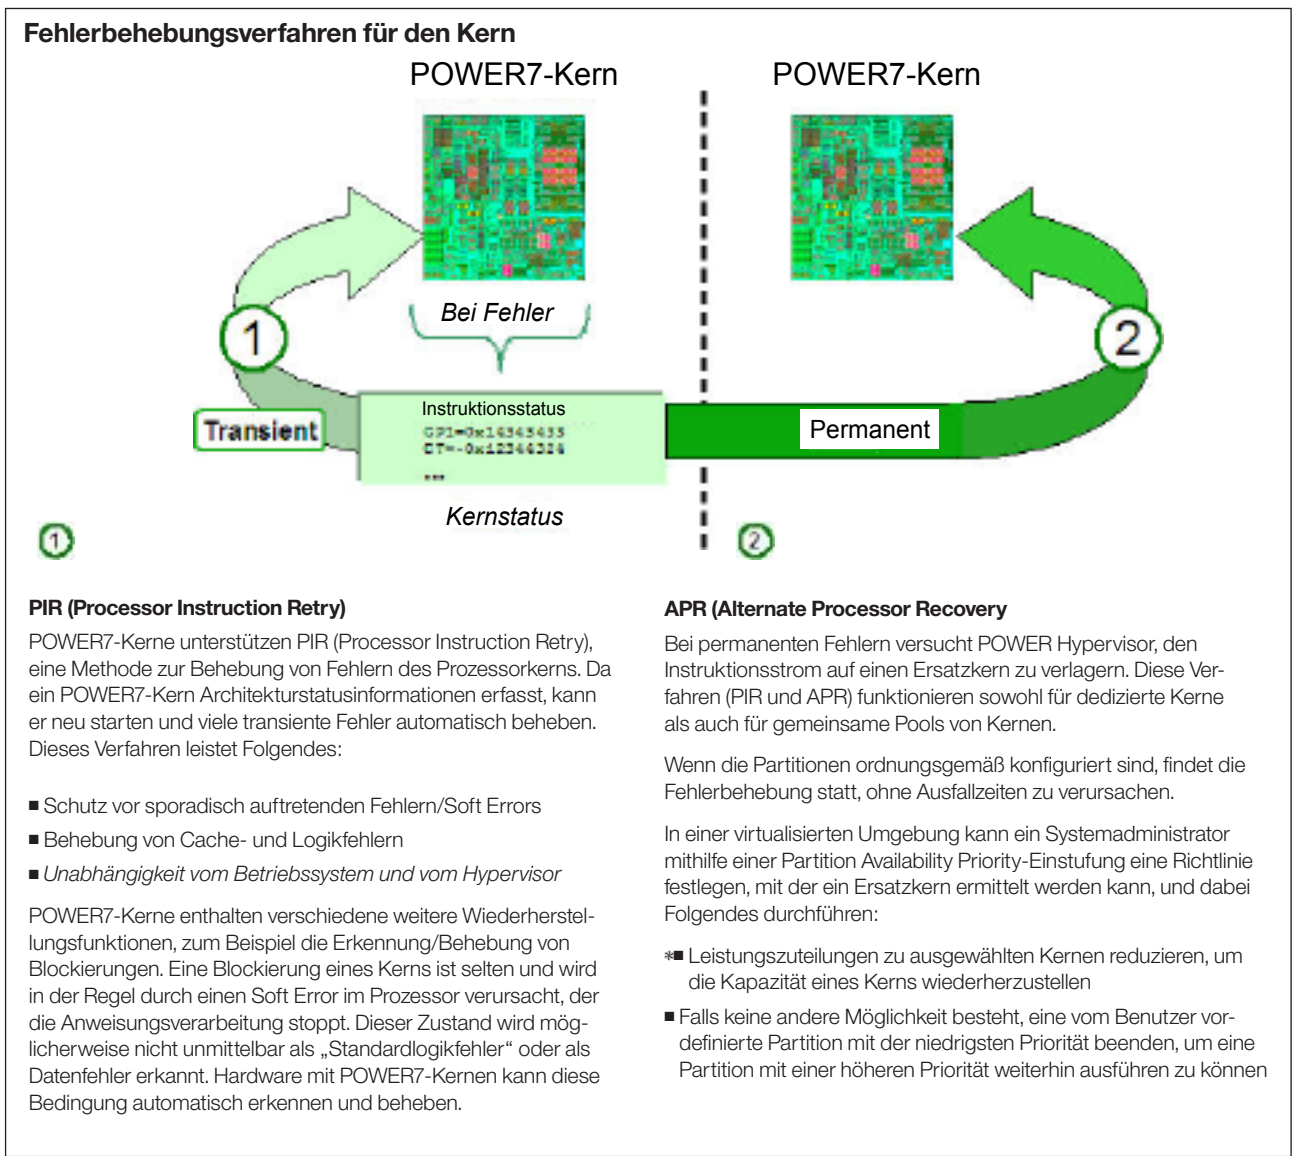 Fehlerbehebungsverfahren für den Kern
POWER7-Kern
POWER7-Kern
Bei Fehler
1
2
Transient
Instruktionsstatus
GP1=0x14343433
CT=-0x12344324
...
Permanent
Kernstatus
1
2
PIR (Processor Instruction Retry)
POWER7-Kerne unterstützen PIR (Processor Instruction Retry),
eine Methode zur Behebung von Fehlern des Prozessorkerns. Da
ein POWER7-Kern Architekturstatusinformationen erfasst, kann
er neu starten und viele transiente Fehler automatisch beheben.
Dieses Verfahren leistet Folgendes:
■ Schutz vor sporadisch auftretenden Fehlern/Soft Errors
■ Behebung von Cache- und Logikfehlern
■ Unabhängigkeit vom Betriebssystem und vom Hypervisor
POWER7-Kerne enthalten verschiedene weitere Wiederherstel-
lungsfunktionen, zum Beispiel die Erkennung/Behebung von
Blockierungen. Eine Blockierung eines Kerns ist selten und wird
in der Regel durch einen Soft Error im Prozessor verursacht, der
die Anweisungsverarbeitung stoppt. Dieser Zustand wird mög-
licherweise nicht unmittelbar als „Standardlogikfehler“ oder als
Datenfehler erkannt. Hardware mit POWER7-Kernen kann diese
Bedingung automatisch erkennen und beheben.
APR (Alternate Processor Recovery
Bei permanenten Fehlern versucht POWER Hypervisor, den
Instruktionsstrom auf einen Ersatzkern zu verlagern. Diese Ver-
fahren (PIR und APR) funktionieren sowohl für dedizierte Kerne
als auch für gemeinsame Pools von Kernen.
Wenn die Partitionen ordnungsgemäß konfiguriert sind, findet die
Fehlerbehebung statt, ohne Ausfallzeiten zu verursachen.
In einer virtualisierten Umgebung kann ein Systemadministrator
mithilfe einer Partition Availability Priority-Einstufung eine Richtlinie
festlegen, mit der ein Ersatzkern ermittelt werden kann, und dabei
Folgendes durchführen:
*■ Leistungszuteilungen zu ausgewählten Kernen reduzieren, um
die Kapazität eines Kerns wiederherzustellen
■ Falls keine andere Möglichkeit besteht, eine vom Benutzer vor-
definierte Partition mit der niedrigsten Priorität beenden, um eine
Partition mit einer höheren Priorität weiterhin ausführen zu können